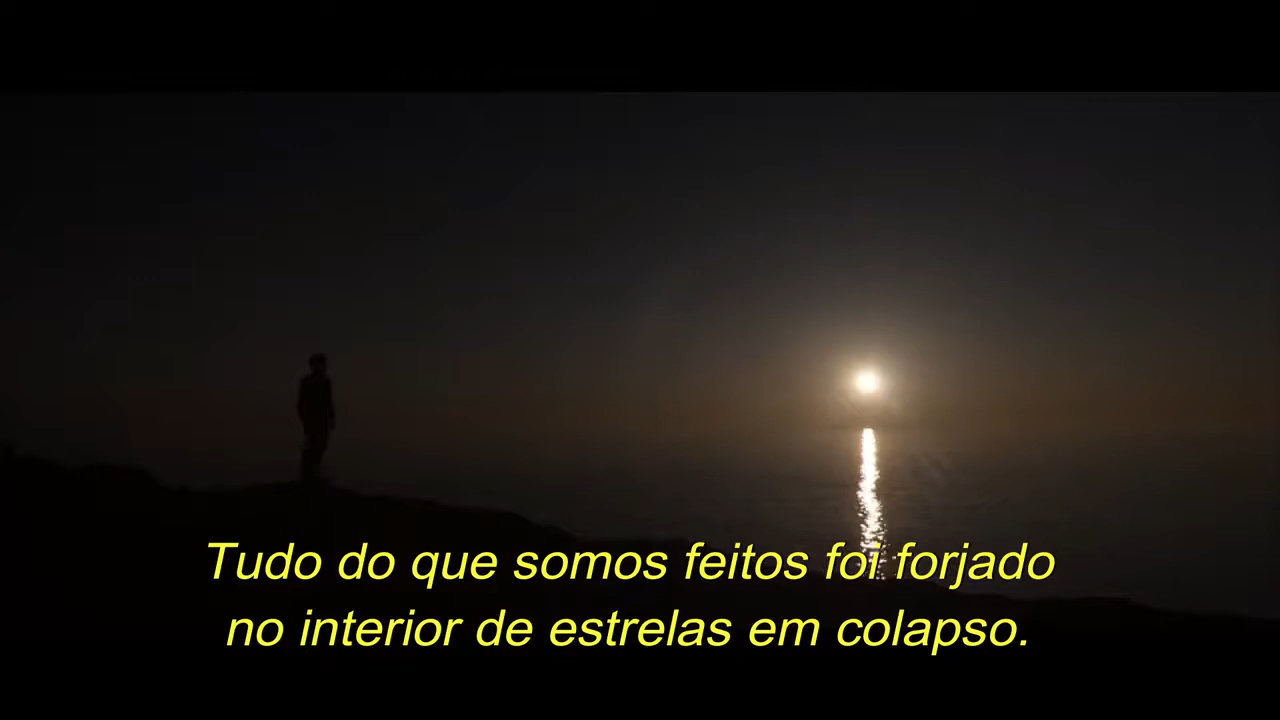 Tudo do que somos feitos foi forjado
no interior de estrelas em colapso.